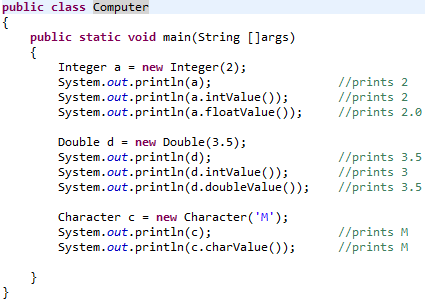 public class Computer
{
    public static void main(String []args)
    {
        Integer a = new Integer(2);
        System.out.println(a);                 //prints 2
        System.out.println(a.intValue());      //prints 2
        System.out.println(a.floatValue());    //prints 2.0

        Double d = new Double(3.5);
        System.out.println(d);                 //prints 3.5
        System.out.println(d.intValue());      //prints 3
        System.out.println(d.doubleValue());   //prints 3.5

        Character c = new Character('M');
        System.out.println(c);                 //prints M
        System.out.println(c.charValue());     //prints M

    }
}